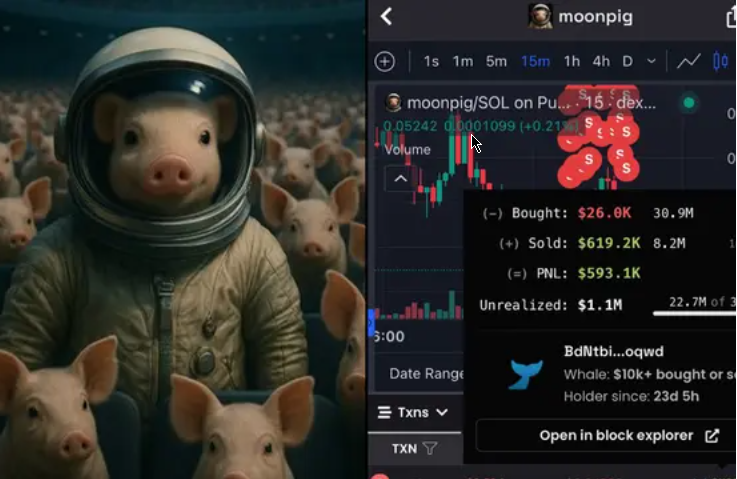 moonpig
1s 1m 5m 15m 1h 4h D
moonpig/SOL on Pu... · 15 · dex...
0.05242 0.0001099 (+0.21%)
Volume
(-) Bought: $26.0K 30.9M
(+) Sold: $619.2K 8.2M
(=) PNL: $593.1K
Unrealized: $1.1M 22.7M of 3
6:00
BdNtbi...oqwd
Whale: $10k+ bought or s
Holder since: 23d 5h
Date Range
Open in block explorer
Txns
TXN